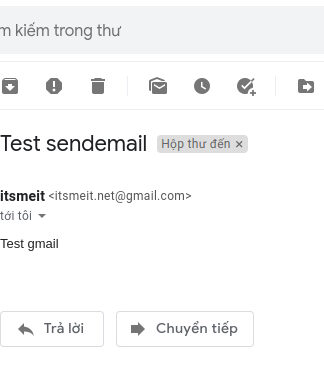 m kiếm trong thư
Test sendemail Hộp thư đến ×
itsmeit <itsmeit.net@gmail.com>
tới tôi
Test gmail
Trả lời Chuyển tiếp